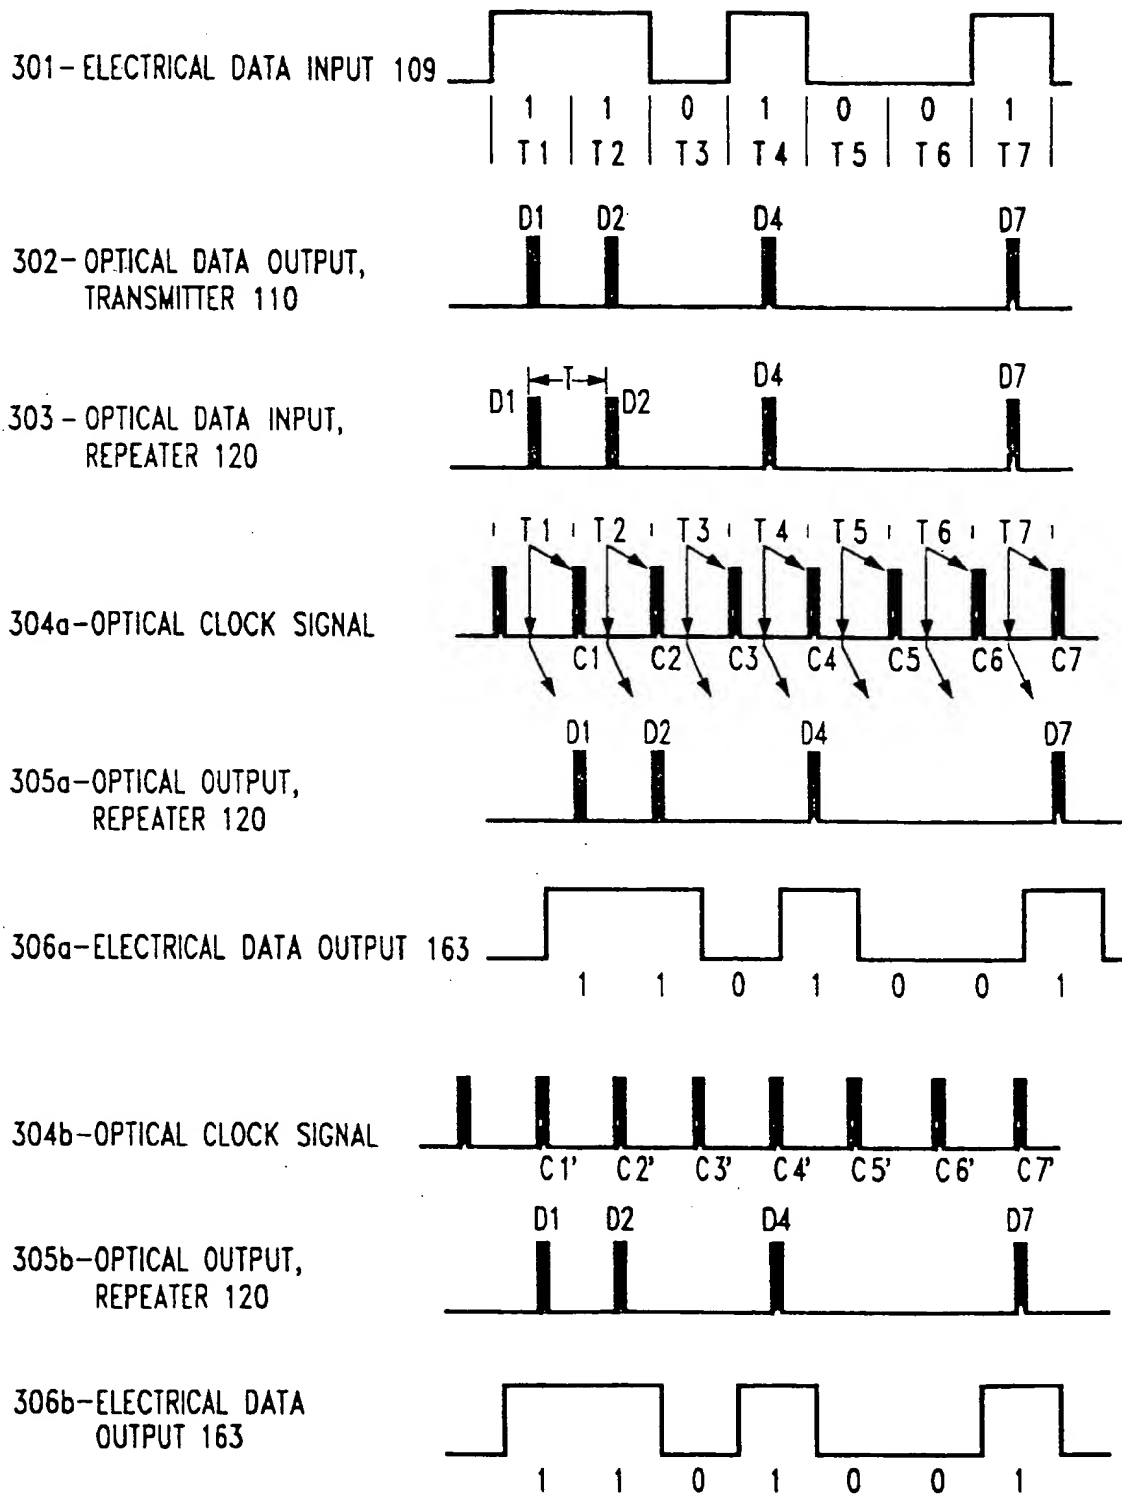 301-ELECTRICAL DATA INPUT 109
1 1 0 1 0 0 1
T1 T2 T3 T4 T5 T6 T7
D1 D2 D4 D7
302-OPTICAL DATA OUTPUT,
TRANSMITTER 110
T D4 D7
D1 D2
303-OPTICAL DATA INPUT,
REPEATER 120
T1 T2 T3 T4 T5 T6 T7
304a-OPTICAL CLOCK SIGNAL
C1 C2 C3 C4 C5 C6 C7
D1 D2 D4 D7
305a-OPTICAL OUTPUT,
REPEATER 120
306a-ELECTRICAL DATA OUTPUT 163
1 1 0 1 0 0 1
304b-OPTICAL CLOCK SIGNAL
C1' C2' C3' C4' C5' C6' C7'
D1 D2 D4 D7
305b-OPTICAL OUTPUT,
REPEATER 120
306b-ELECTRICAL DATA
OUTPUT 163
1 1 0 1 0 0 1